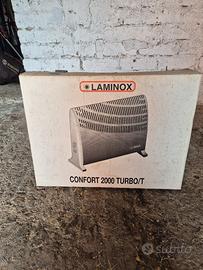 LAMINOX
CONFORT 2000 TURBO/T
subito